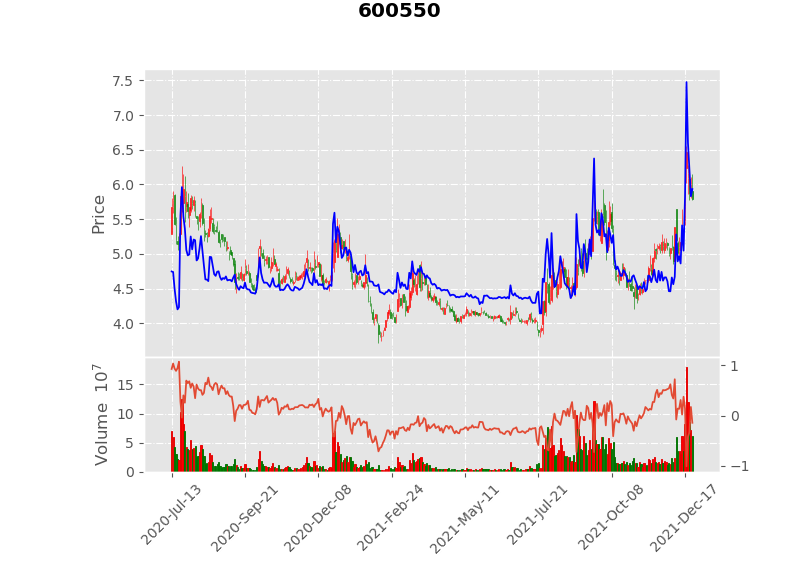 600550
7.5
7.0
6.5
6.0
5.5
5.0
4.5
4.0
Price
15
10
5
0
Volume 10^7
1
0
−1
2020-Jul-13
2020-Sep-21
2020-Dec-08
2021-Feb-24
2021-May-11
2021-Jul-21
2021-Oct-08
2021-Dec-17